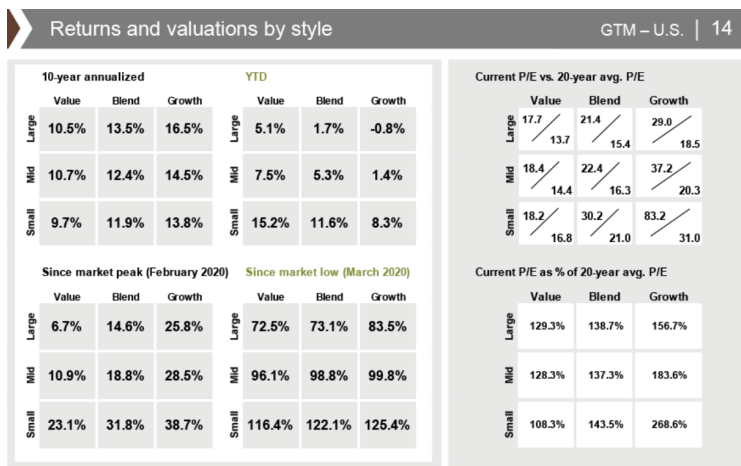 Returns and valuations by style
GTM – U.S. | 14
10-year annualized
Value Blend Growth
Large 10.5% 13.5% 16.5%
Mid 10.7% 12.4% 14.5%
Small 9.7% 11.9% 13.8%
YTD
Value Blend Growth
Large 5.1% 1.7% -0.8%
Mid 7.5% 5.3% 1.4%
Small 15.2% 11.6% 8.3%
Current P/E vs. 20-year avg. P/E
Value Blend Growth
Large 17.7 / 13.7 21.4 / 15.4 29.0 / 18.5
Mid 18.4 / 14.4 22.4 / 16.3 37.2 / 20.3
Small 18.2 / 16.8 30.2 / 21.0 83.2 / 31.0
Since market peak (February 2020)
Value Blend Growth
Large 6.7% 14.6% 25.8%
Mid 10.9% 18.8% 28.5%
Small 23.1% 31.8% 38.7%
Since market low (March 2020)
Value Blend Growth
Large 72.5% 73.1% 83.5%
Mid 96.1% 98.8% 99.8%
Small 116.4% 122.1% 125.4%
Current P/E as % of 20-year avg. P/E
Value Blend Growth
Large 129.3% 138.7% 156.7%
Mid 128.3% 137.3% 183.6%
Small 108.3% 143.5% 268.6%